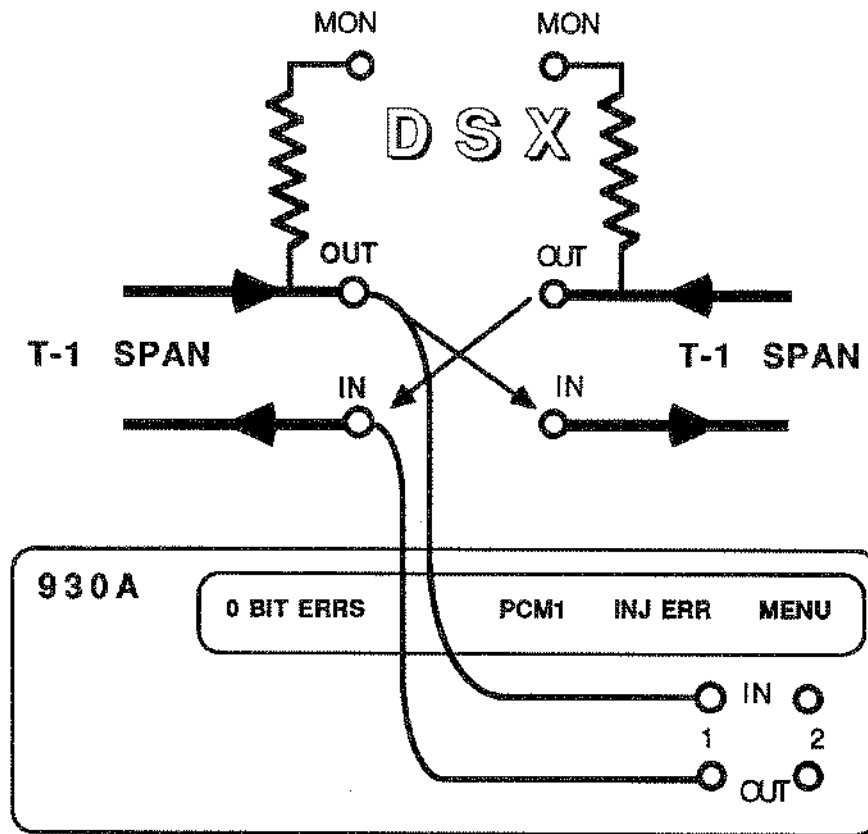 MON MON
DSX
OUT OUT
T-1 SPAN T-1 SPAN
IN IN
930A
0 BIT ERRS PCM1 INJ ERR MENU
IN
1 2
OUT